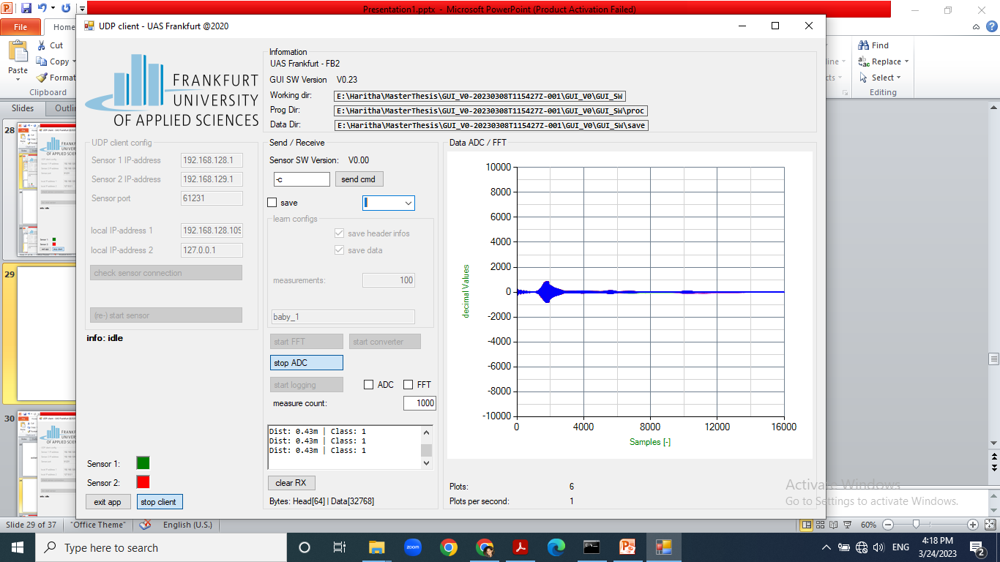 Presentation1.pptx - Microsoft PowerPoint (Product Activation Failed)
File
Home
UDP client - UAS Frankfurt @2020
Paste
Cut
Copy
Format
Clipboard
Find
Replace
Select
Editing
Slides
28
29
30
FRANKFURT
UNIVERSITY
OF APPLIED SCIENCES
Information
UAS Frankfurt - FB2
GUI SW Version V0.23
Working dir: E:\Haritha\MasterThesis\GUI_V0-20230308T115427Z-001\GUI_V0\GUI_SW
Prog Dir: E:\Haritha\MasterThesis\GUI_V0-20230308T115427Z-001\GUI_V0\GUI_SW\proc
Data Dir: E:\Haritha\MasterThesis\GUI_V0-20230308T115427Z-001\GUI_V0\GUI_SW\save
UDP client config
Sensor 1 IP-address 192.168.128.1
Sensor 2 IP-address 192.168.129.1
Sensor port 61231
local IP-address 1 192.168.128.109
local IP-address 2 127.0.0.1
check sensor connection
(re-) start sensor
info: idle
Sensor 1:
Sensor 2:
exit app
stop client
Send / Receive
Sensor SW Version: V0.00
-c
send cmd
save
learn configs
save header infos
save data
measurements: 100
baby_1
start FFT
start converter
stop ADC
start logging
ADC
FFT
measure count: 1000
Dist: 0.43m | Class: 1
Dist: 0.43m | Class: 1
Dist: 0.43m | Class: 1
clear RX
Bytes: Head[64] | Data[32768]
Data ADC / FFT
decimal Values
10000
8000
6000
4000
2000
0
-2000
-4000
-6000
-8000
-10000
0 4000 8000 12000 16000
Samples [-]
Plots: 6
Plots per second: 1
Activate Windows
Go to Settings to activate Windows.
Slide 29 of 37
"Office Theme"
English (U.S.)
60%
Type here to search
zoom
ENG
4:18 PM
3/24/2023
2